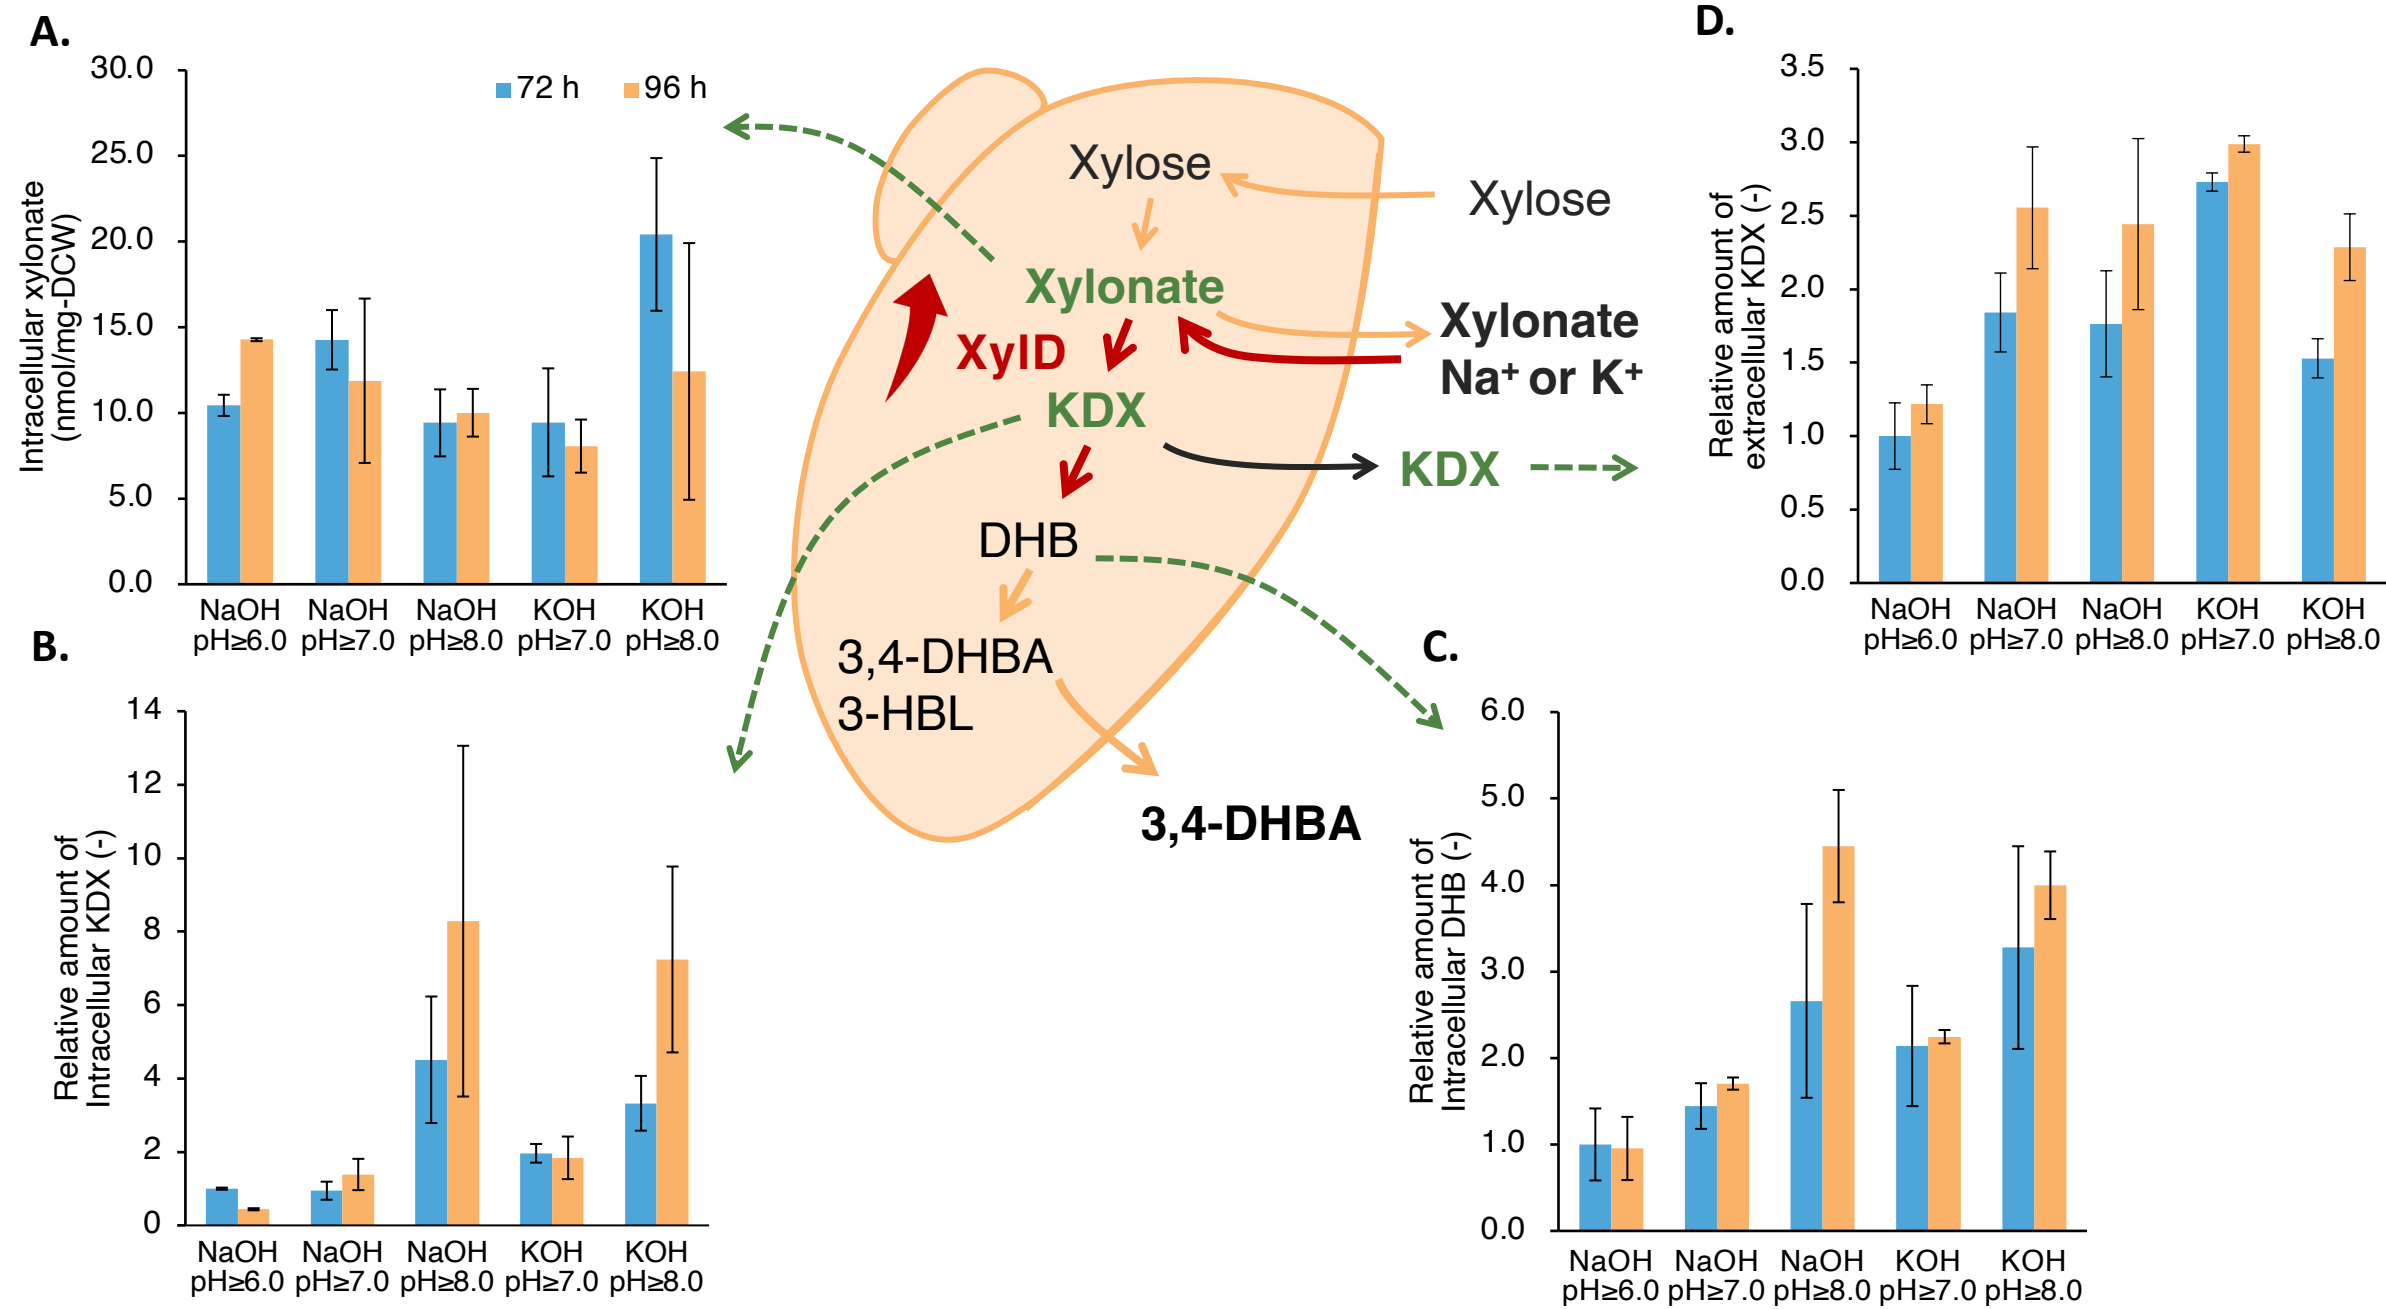 A.
30.0
25.0
20.0
15.0
10.0
5.0
0.0
Intracellular xylonate
(nmol/mg-DCW)
72 h
96 h
NaOH
pH≥6.0
NaOH
pH≥7.0
NaOH
pH≥8.0
KOH
pH≥7.0
KOH
pH≥8.0
Xylose
Xylose
Xylonate
XylD
KDX
Xylonate
Na⁺ or K⁺
KDX
DHB
3,4-DHBA
3-HBL
3,4-DHBA
D.
3.5
3.0
2.5
2.0
1.5
1.0
0.5
0.0
Relative amount of
extracellular KDX (-)
NaOH
pH≥6.0
NaOH
pH≥7.0
NaOH
pH≥8.0
KOH
pH≥7.0
KOH
pH≥8.0
B.
14
12
10
8
6
4
2
0
Relative amount of
Intracellular KDX (-)
NaOH
pH≥6.0
NaOH
pH≥7.0
NaOH
pH≥8.0
KOH
pH≥7.0
KOH
pH≥8.0
C.
6.0
5.0
4.0
3.0
2.0
1.0
0.0
Relative amount of
Intracellular DHB (-)
NaOH
pH≥6.0
NaOH
pH≥7.0
NaOH
pH≥8.0
KOH
pH≥7.0
KOH
pH≥8.0